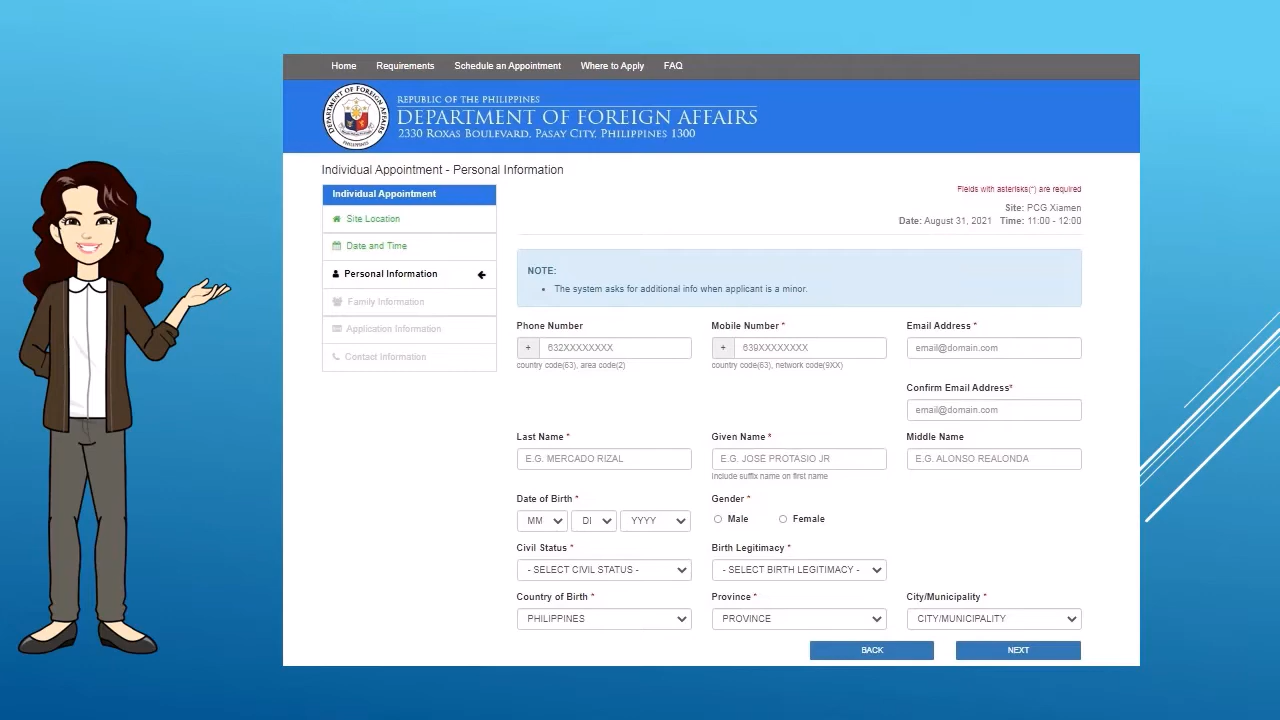 Home Requirements Schedule an Appointment Where to Apply FAQ
DEPARTMENT OF FOREIGN AFFAIRS
PHILIPPINES
REPUBLIC OF THE PHILIPPINES
DEPARTMENT OF FOREIGN AFFAIRS
2330 ROXAS BOULEVARD, PASAY CITY, PHILIPPINES 1300
Individual Appointment - Personal Information
Individual Appointment
Site Location
Date and Time
Personal Information
Family Information
Application Information
Contact Information
Fields with asterisks(*) are required
Site: PCG Xiamen
Date: August 31, 2021 Time: 11:00 - 12:00
NOTE:
• The system asks for additional info when applicant is a minor.
Phone Number Mobile Number * Email Address *
+ 632XXXXXXXX + 639XXXXXXXX email@domain.com
country code(63), area code(2) country code(63), network code(9XX)
Confirm Email Address*
email@domain.com
Last Name * Given Name * Middle Name
E.G. MERCADO RIZAL E.G. JOSÉ PROTASIO JR E.G. ALONSO REALONDA
Include suffix name on first name
Date of Birth * Gender *
MM DI YYYY Male Female
Civil Status * Birth Legitimacy *
- SELECT CIVIL STATUS - - SELECT BIRTH LEGITIMACY -
Country of Birth * Province * City/Municipality *
PHILIPPINES PROVINCE CITY/MUNICIPALITY
BACK NEXT